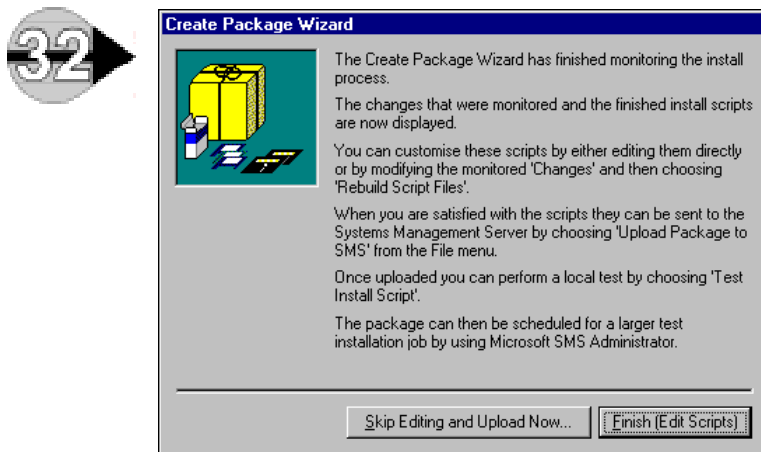 32
Create Package Wizard
The Create Package Wizard has finished monitoring the install
process.
The changes that were monitored and the finished install scripts
are now displayed.
You can customise these scripts by either editing them directly
or by modifying the monitored 'Changes' and then choosing
'Rebuild Script Files'.
When you are satisfied with the scripts they can be sent to the
Systems Management Server by choosing 'Upload Package to
SMS' from the File menu.
Once uploaded you can perform a local test by choosing 'Test
Install Script'.
The package can then be scheduled for a larger test
installation job by using Microsoft SMS Administrator.
Skip Editing and Upload Now...
Finish (Edit Scripts)